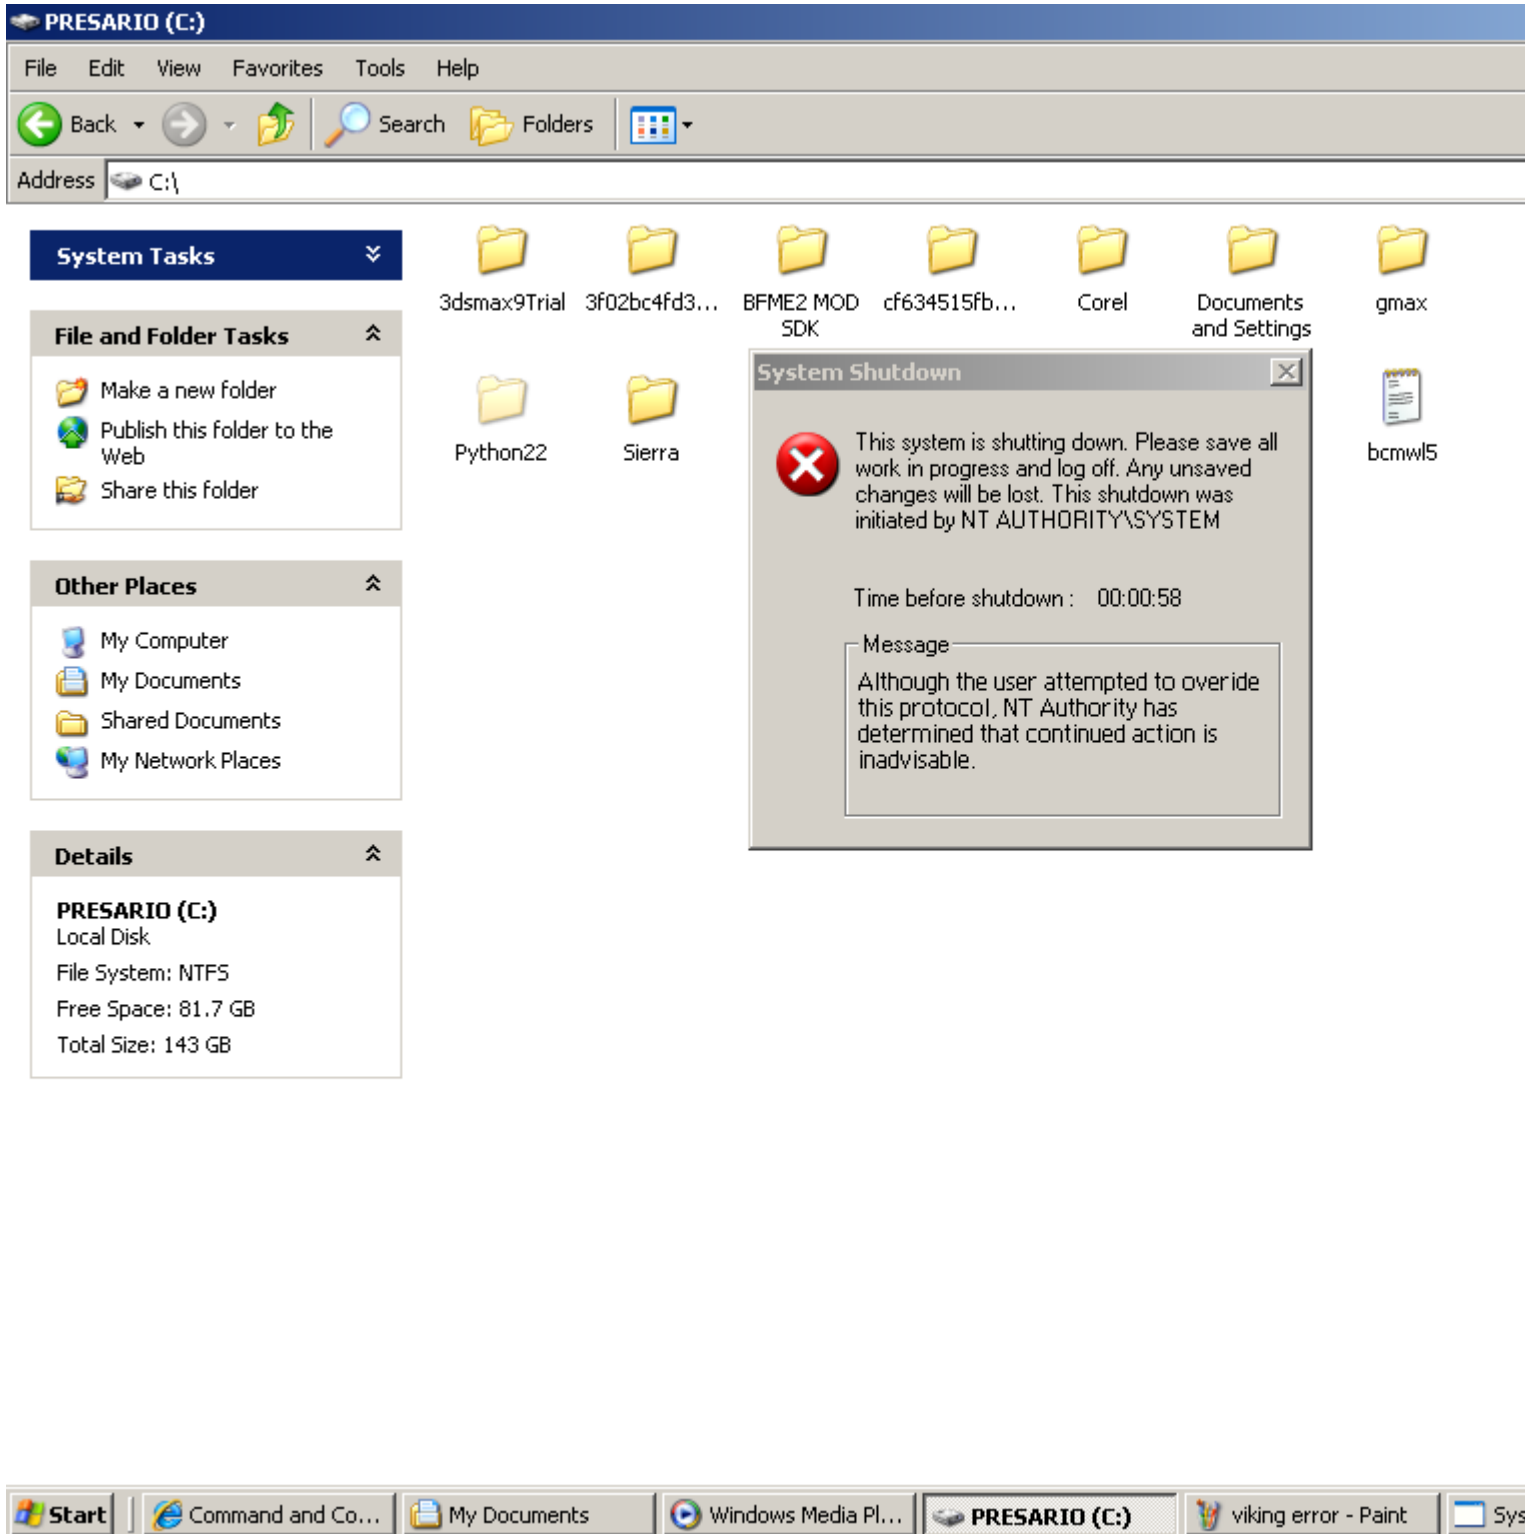 PRESARIO (C:)
File Edit View Favorites Tools Help
Back Search Folders
Address C:\
System Tasks
File and Folder Tasks
Make a new folder
Publish this folder to the
Web
Share this folder
Other Places
My Computer
My Documents
Shared Documents
My Network Places
Details
PRESARIO (C:)
Local Disk
File System: NTFS
Free Space: 81.7 GB
Total Size: 143 GB
3dsmax9Trial 3f02bc4fd3... BFME2 MOD SDK cf634515fb... Corel Documents and Settings gmax
Python22 Sierra bcmwl5
System Shutdown
This system is shutting down. Please save all
work in progress and log off. Any unsaved
changes will be lost. This shutdown was
initiated by NT AUTHORITY\SYSTEM
Time before shutdown : 00:00:58
Message
Although the user attempted to overide
this protocol, NT Authority has
determined that continued action is
inadvisable.
Start Command and Co... My Documents Windows Media Pl... PRESARIO (C:) viking error - Paint Sys